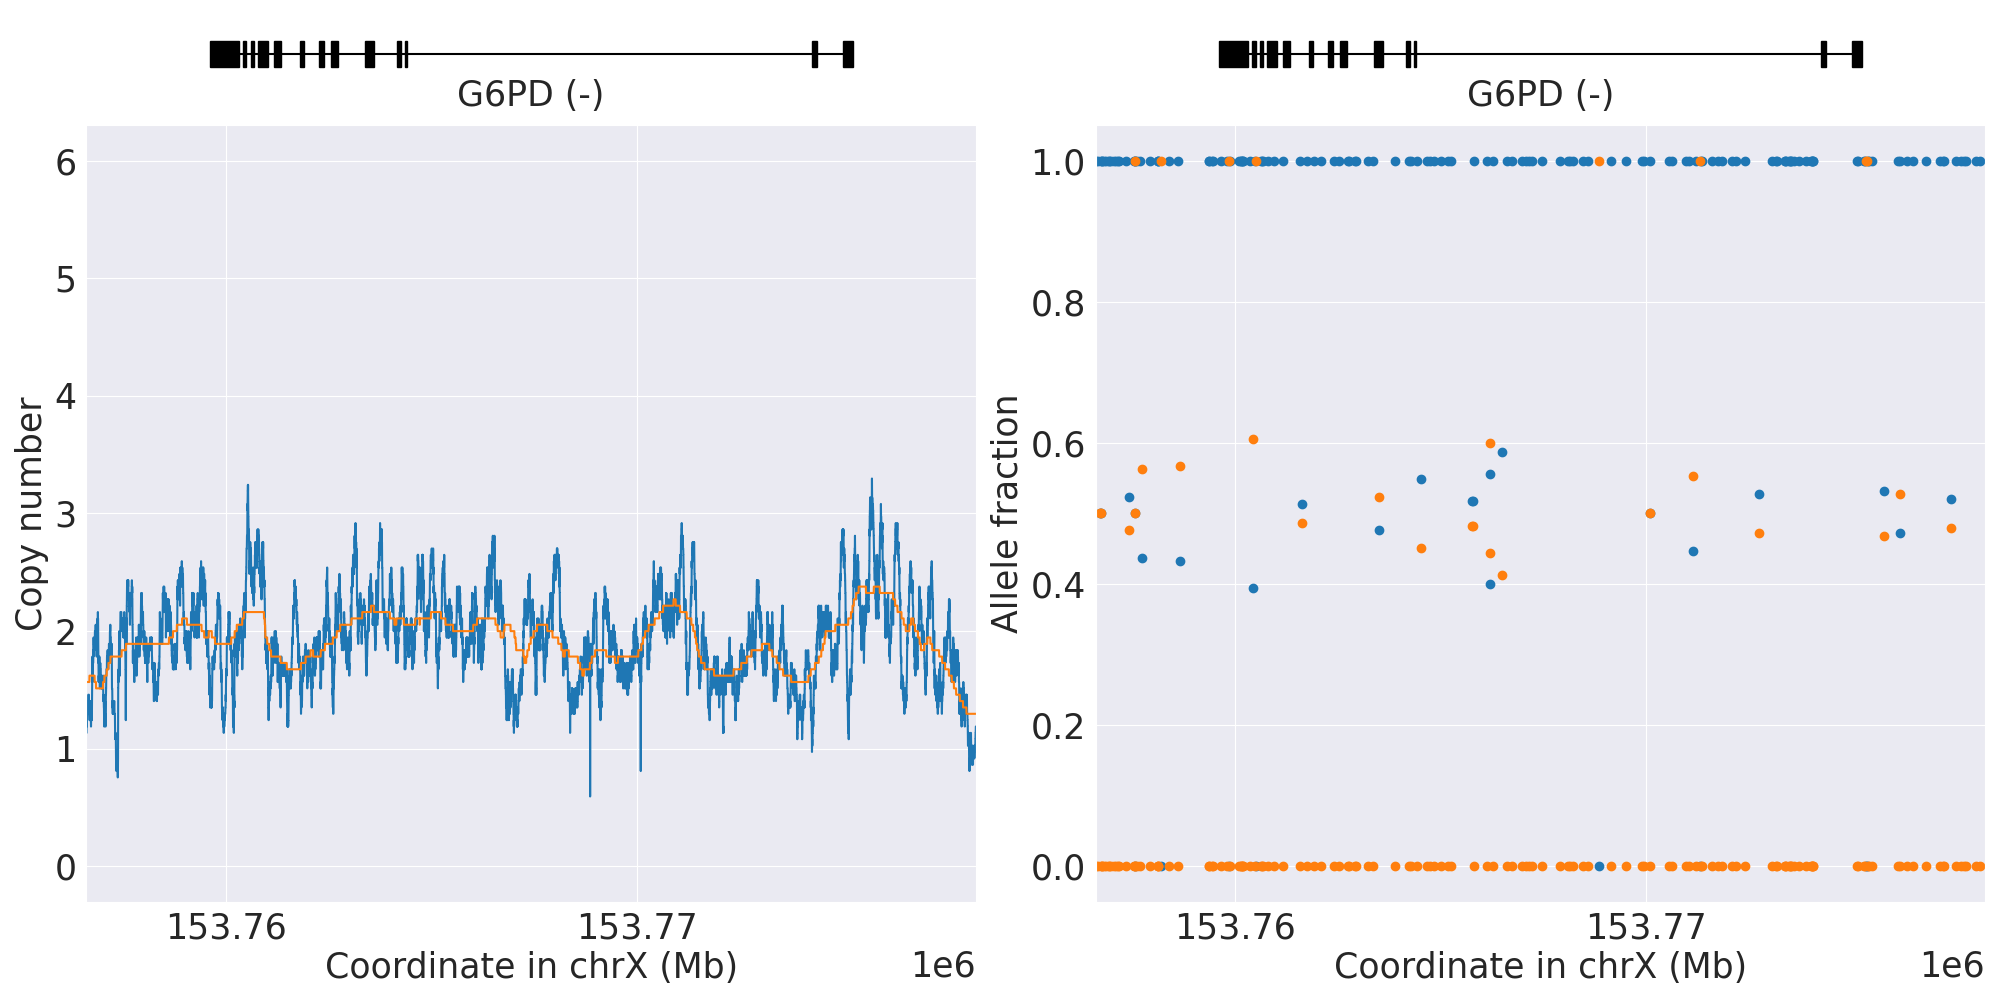 G6PD (-)
6
5
4
3
2
1
0
Copy number
153.76
153.77
Coordinate in chrX (Mb)
1e6
G6PD (-)
1.0
0.8
0.6
0.4
0.2
0.0
Allele fraction
153.76
153.77
Coordinate in chrX (Mb)
1e6